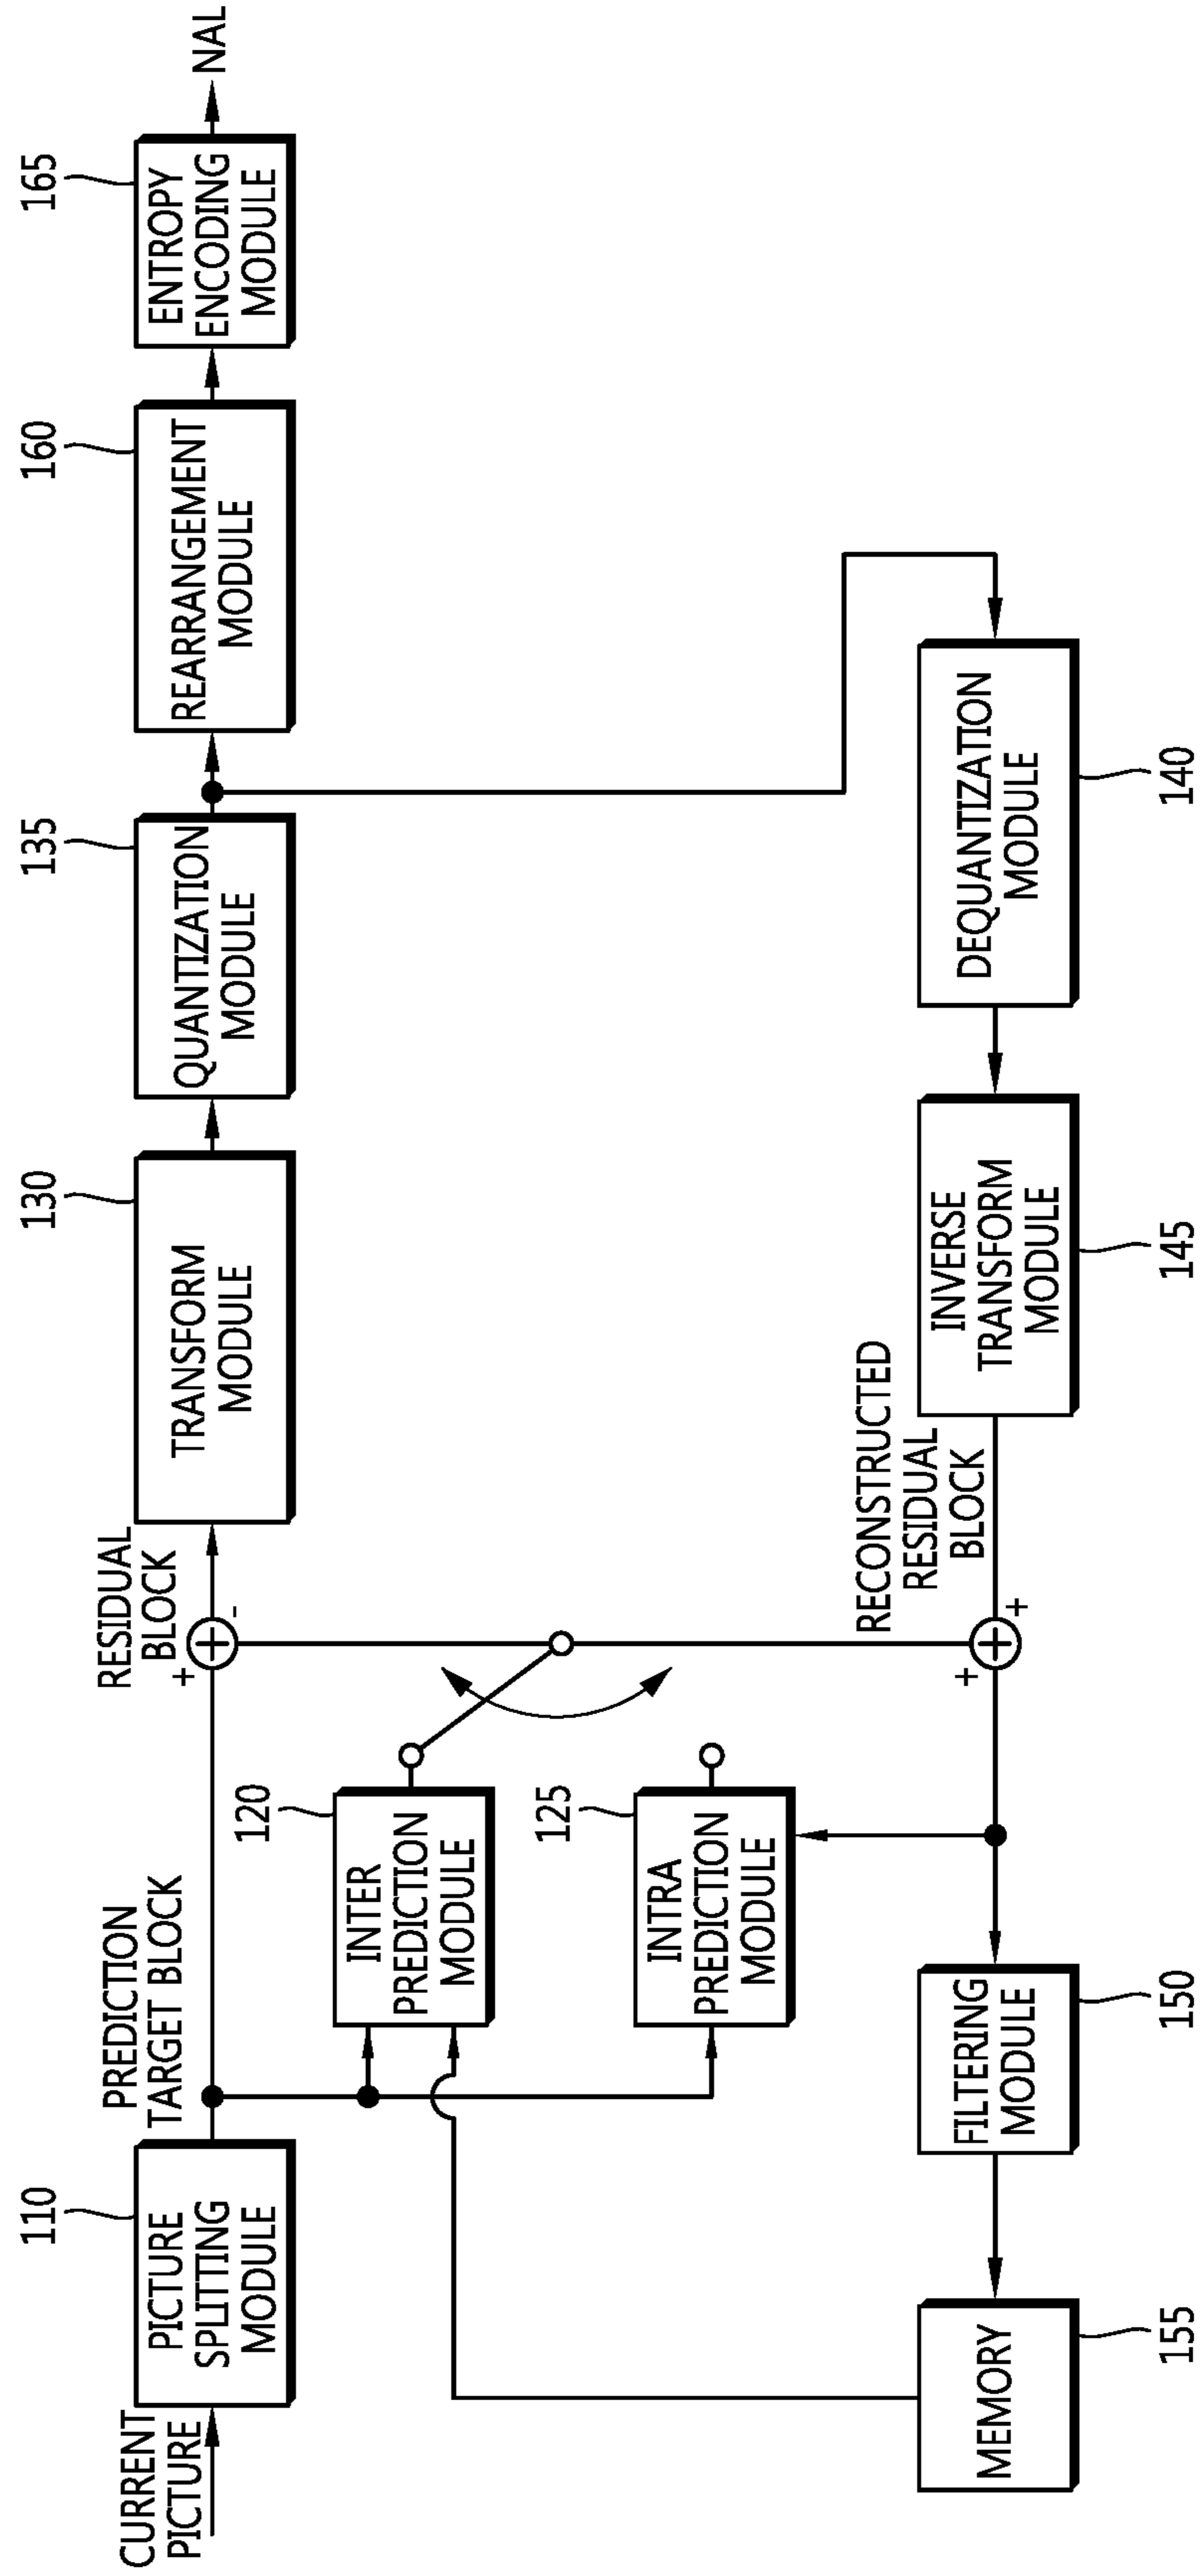 CURRENT
PICTURE
110
PICTURE
SPLITTING
MODULE
PREDICTION
TARGET BLOCK
+
-
RESIDUAL
BLOCK
130
TRANSFORM
MODULE
135
QUANTIZATION
MODULE
160
REARRANGEMENT
MODULE
165
ENTROPY
ENCODING
MODULE
NAL
120
INTER
PREDICTION
MODULE
125
INTRA
PREDICTION
MODULE
MEMORY
155
FILTERING
MODULE
150
+
+
RECONSTRUCTED
RESIDUAL
BLOCK
INVERSE
TRANSFORM
MODULE
145
DEQUANTIZATION
MODULE
140